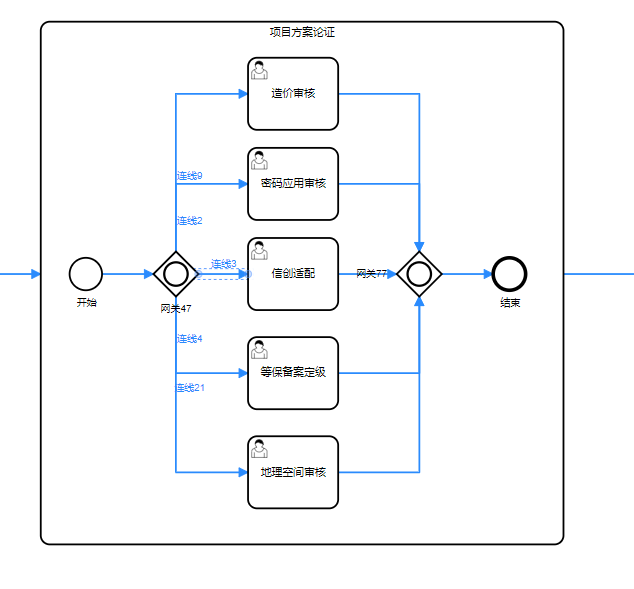 项目方案论证
造价审核
连线9
密码应用审核
连线2
连线3
信创适配
网关77
开始
网关47
结束
连线4
等保备案定级
连线21
地理空间审核